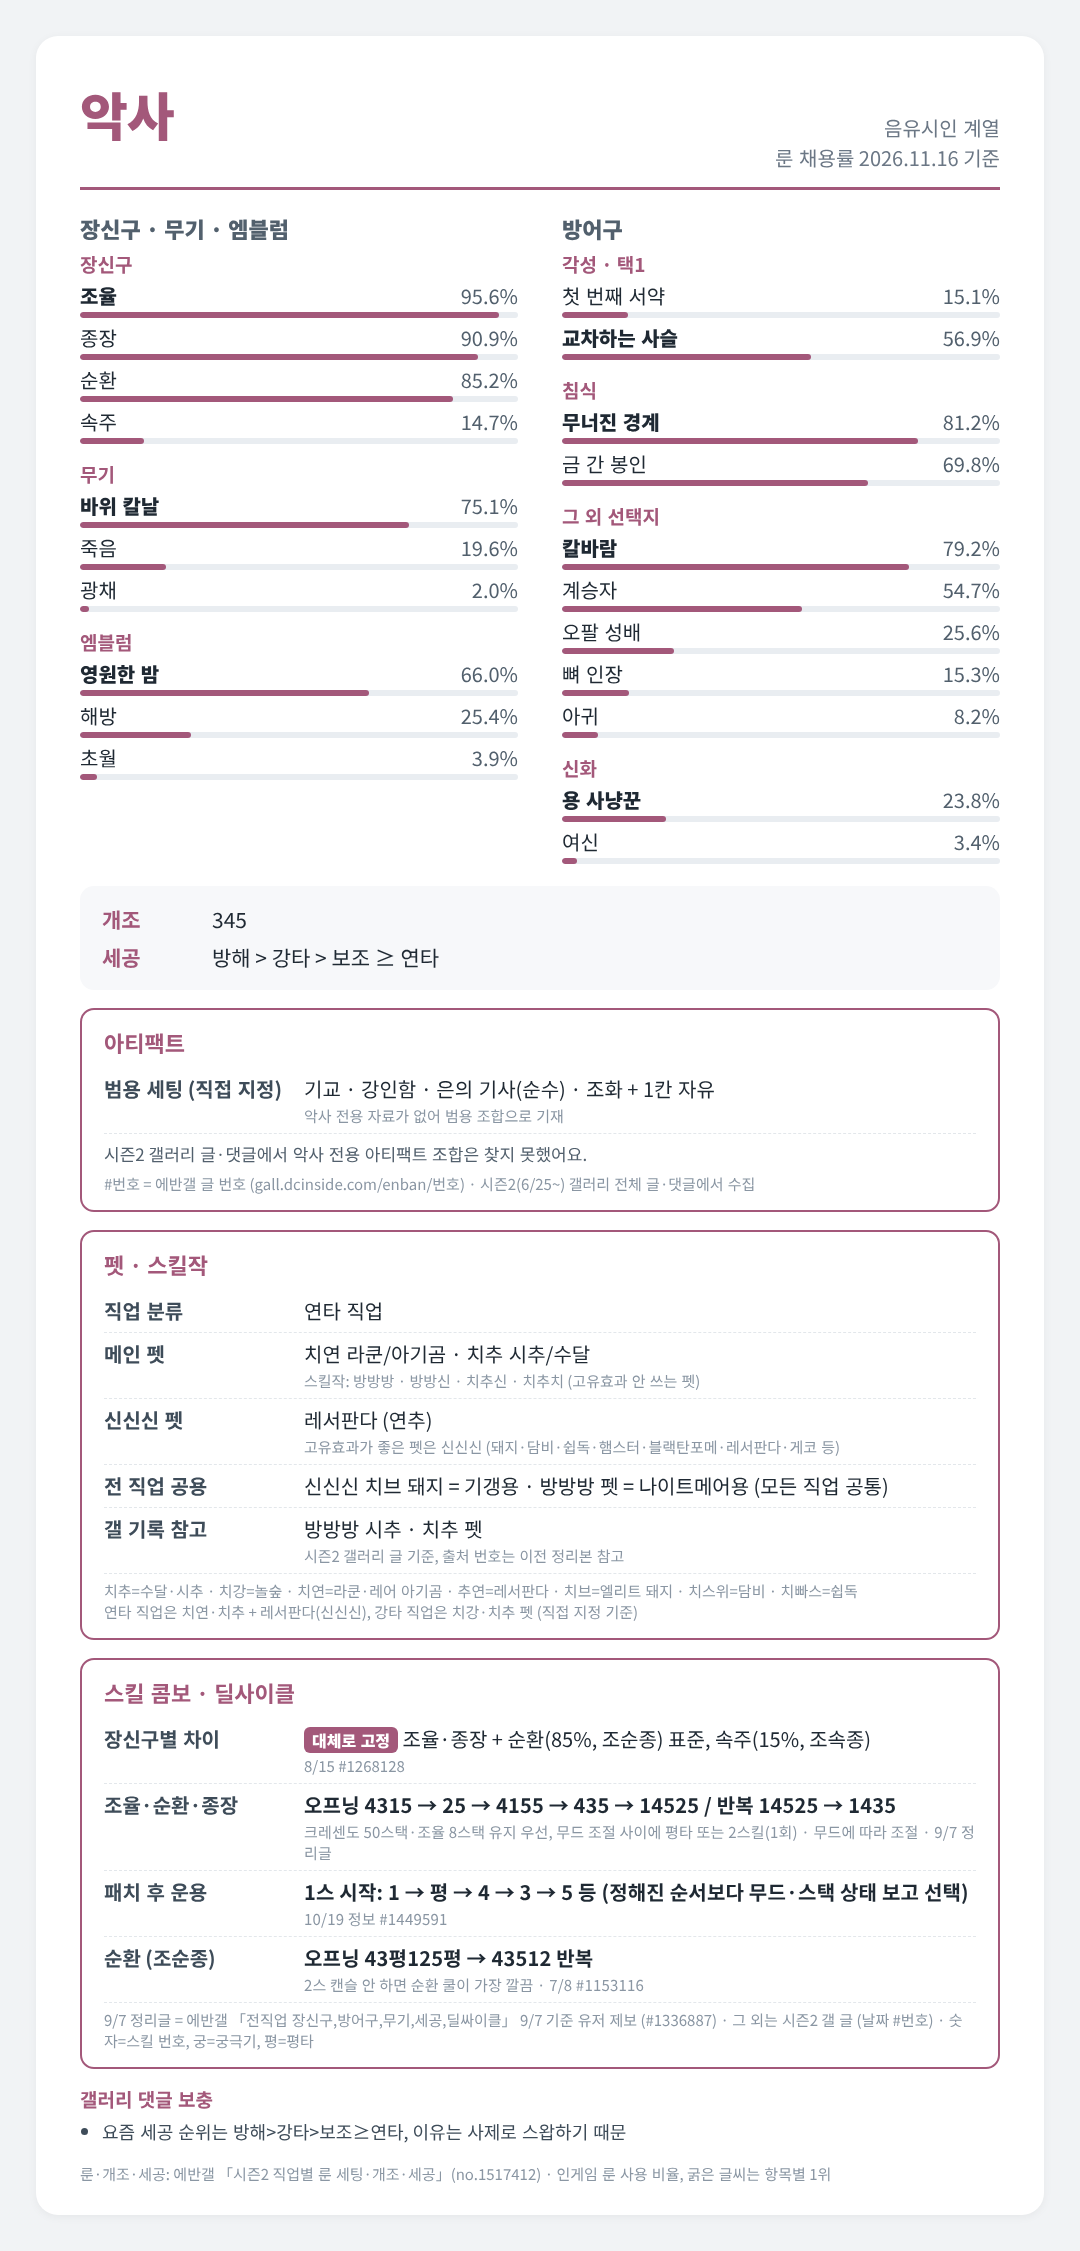 악사
음유시인 계열
룬 채용률 2026.11.16 기준
장신구 · 무기 · 엠블럼
장신구
조율 95.6%
종장 90.9%
순환 85.2%
속주 14.7%
무기
바위 칼날 75.1%
죽음 19.6%
광채 2.0%
엠블럼
영원한 밤 66.0%
해방 25.4%
초월 3.9%
방어구
각성 · 택1
첫 번째 서약 15.1%
교차하는 사슬 56.9%
침식
무너진 경계 81.2%
금 간 봉인 69.8%
그 외 선택지
칼바람 79.2%
계승자 54.7%
오팔 성배 25.6%
뼈 인장 15.3%
아귀 8.2%
신화
용 사냥꾼 23.8%
여신 3.4%
개조 345
세공 방해 > 강타 > 보조 ≥ 연타
아티팩트
범용 세팅 (직접 지정) 기교 · 강인함 · 은의 기사(순수) · 조화 + 1칸 자유
악사 전용 자료가 없어 범용 조합으로 기재
시즌2 갤러리 글·댓글에서 악사 전용 아티팩트 조합은 찾지 못했어요.
#번호 = 에반갤 글 번호 (gall.dcinside.com/enban/번호) · 시즌2(6/25~) 갤러리 전체 글·댓글에서 수집
펫 · 스킬작
직업 분류 연타 직업
메인 펫 치연 라쿤/아기곰 · 치추 시추/수달
스킬작: 방방방 · 방방신 · 치추신 · 치추치 (고유효과 안 쓰는 펫)
신신신 펫 레서판다 (연추)
고유효과가 좋은 펫은 신신신 (돼지·담비·쉽독·햄스터·블랙탄포메·레서판다·게코 등)
전 직업 공용 신신신 치브 돼지 = 기갱용 · 방방방 펫 = 나이트메어용 (모든 직업 공통)
갤 기록 참고 방방방 시추 · 치추 펫
시즌2 갤러리 글 기준, 출처 번호는 이전 정리본 참고
치추=수달·시추 · 치강=놀숲 · 치연=라쿤·레어 아기곰 · 추연=레서판다 · 치브=엘리트 돼지 · 치스위=담비 · 치빠스=쉽독
연타 직업은 치연·치추 + 레서판다(신신신), 강타 직업은 치강·치추 펫 (직접 지정 기준)
스킬 콤보 · 딜사이클
장신구별 차이 대체로 고정 조율·종장 + 순환(85%, 조순종) 표준, 속주(15%, 조속종)
8/15 #1268128
조율·순환·종장 오프닝 4315 → 25 → 4155 → 435 → 14525 / 반복 14525 → 1435
크레센도 50스택·조율 8스택 유지 우선, 무드 조절 사이에 평타 또는 2스킬(1회) · 무드에 따라 조절 · 9/7 정
리글
패치 후 운용 1스 시작: 1 → 평 → 4 → 3 → 5 등 (정해진 순서보다 무드·스택 상태 보고 선택)
10/19 정보 #1449591
순환 (조순종) 오프닝 43평125평 → 43512 반복
2스 캔슬 안 하면 순환 쿨이 가장 깔끔 · 7/8 #1153116
9/7 정리글 = 에반갤 「전직업 장신구,방어구,무기,세공,딜싸이클」 9/7 기준 유저 제보 (#1336887) · 그 외는 시즌2 갤 글 (날짜 #번호) · 숫
자=스킬 번호, 궁=궁극기, 평=평타
갤러리 댓글 보충
• 요즘 세공 순위는 방해>강타>보조≥연타, 이유는 사제로 스왑하기 때문
룬·개조·세공: 에반갤 「시즌2 직업별 룬 세팅·개조·세공」(no.1517412) · 인게임 룬 사용 비율, 굵은 글씨는 항목별 1위